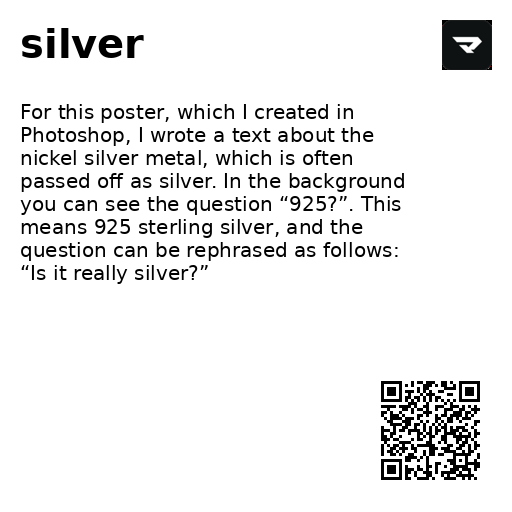 silver
For this poster, which I created in
Photoshop, I wrote a text about the
nickel silver metal, which is often
passed off as silver. In the background
you can see the question “925?”. This
means 925 sterling silver, and the
question can be rephrased as follows:
“Is it really silver?”